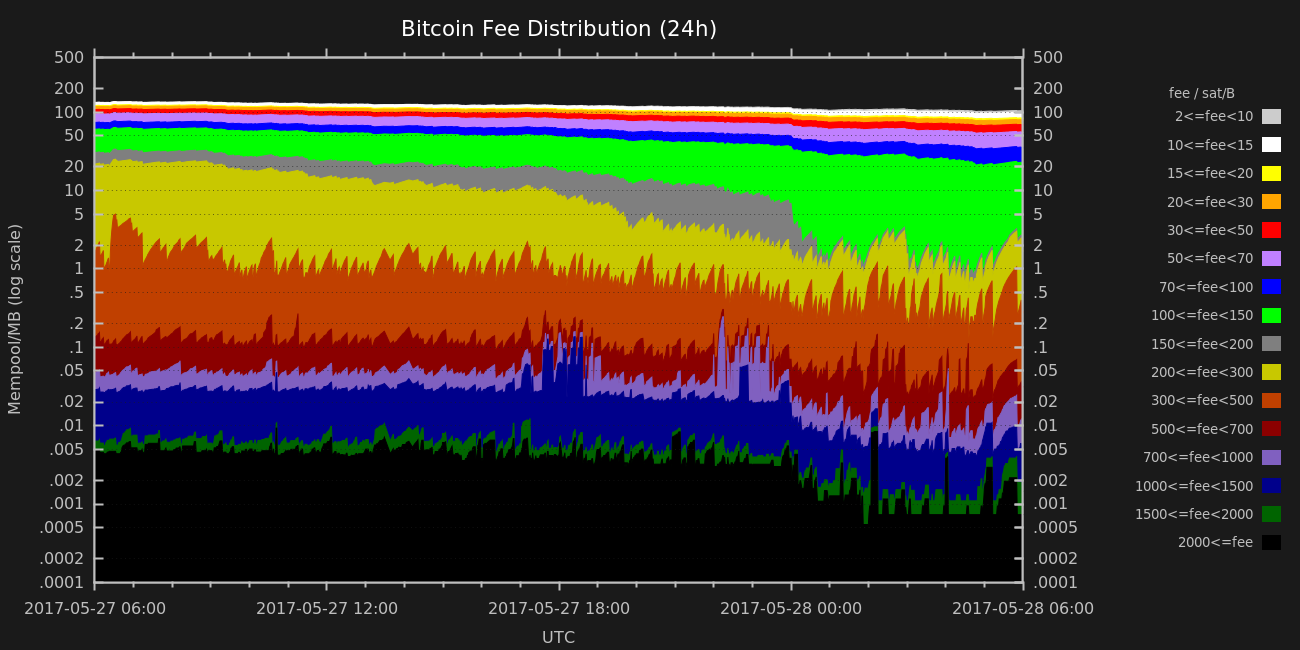 Bitcoin Fee Distribution (24h)
Mempool/MB (log scale)
500
200
100
50
20
10
5
2
1
.5
.2
.1
.05
.02
.01
.005
.002
.001
.0005
.0002
.0001
500
200
100
50
20
10
5
2
1
.5
.2
.1
.05
.02
.01
.005
.002
.001
.0005
.0002
.0001
2017-05-27 06:00
2017-05-27 12:00
2017-05-27 18:00
2017-05-28 00:00
2017-05-28 06:00
UTC
fee / sat/B
2<=fee<10
10<=fee<15
15<=fee<20
20<=fee<30
30<=fee<50
50<=fee<70
70<=fee<100
100<=fee<150
150<=fee<200
200<=fee<300
300<=fee<500
500<=fee<700
700<=fee<1000
1000<=fee<1500
1500<=fee<2000
2000<=fee